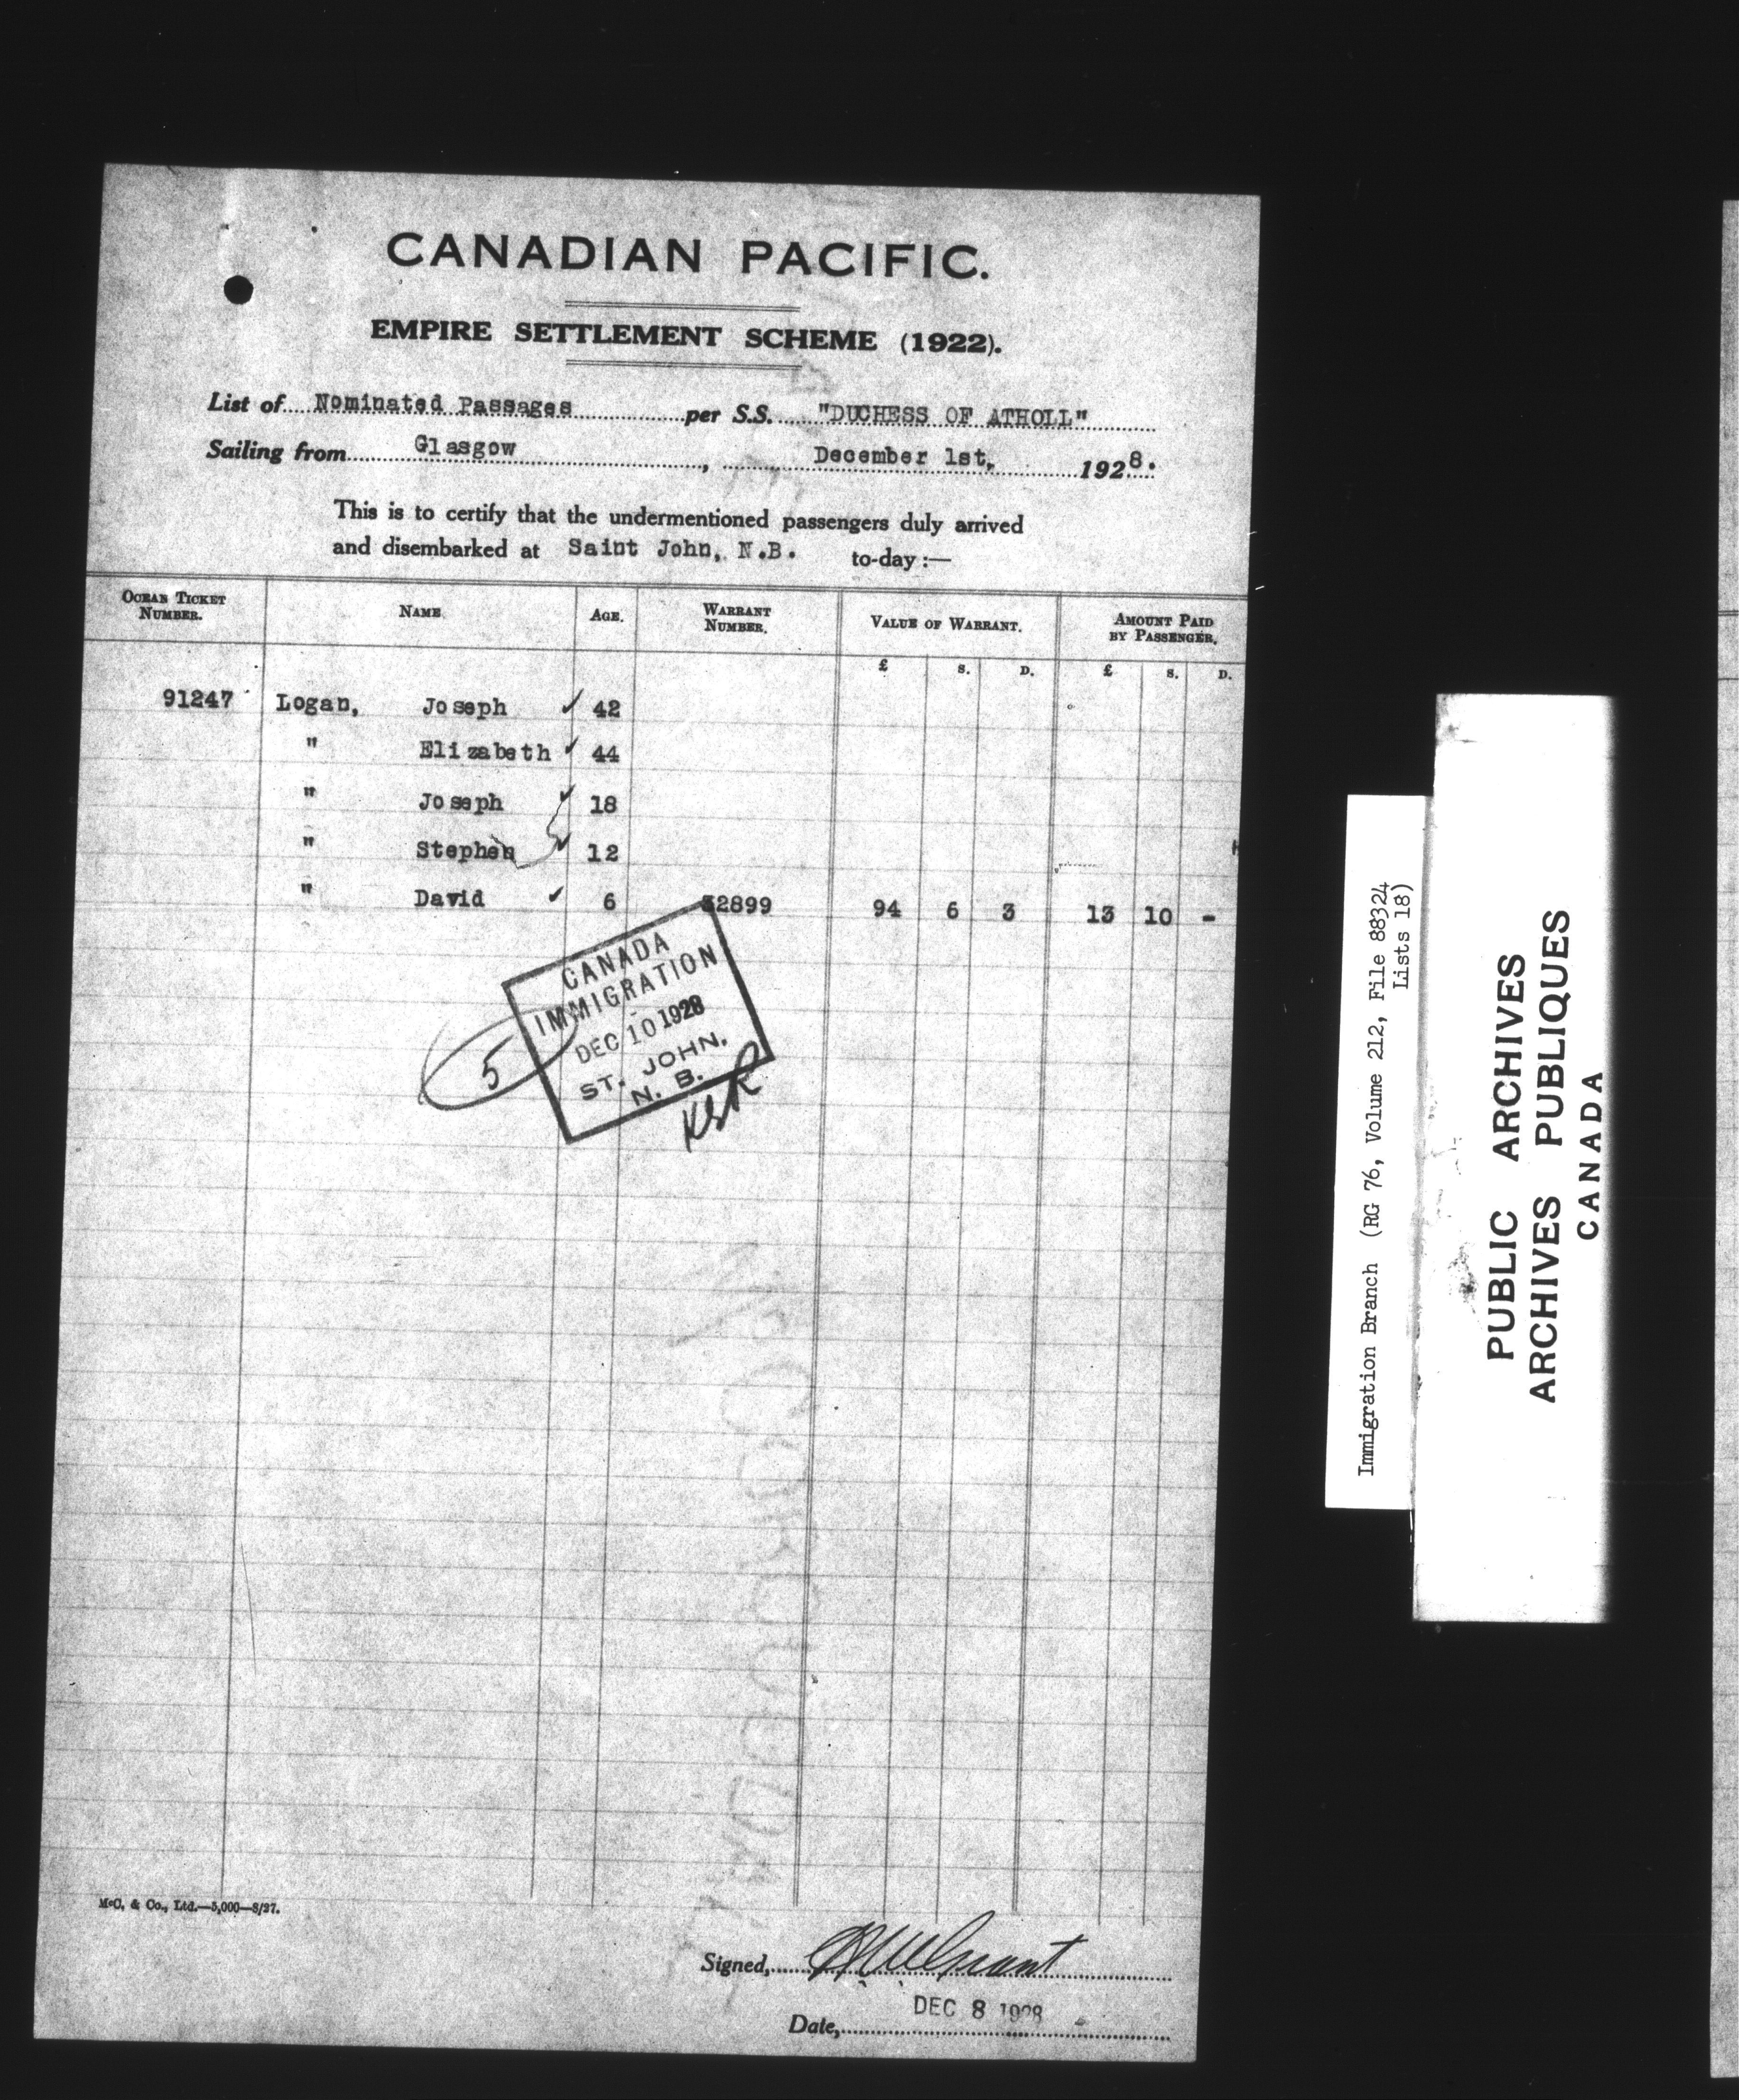 CANADIAN PACIFIC.
EMPIRE SETTLEMENT SCHEME (1922).
List of Nominated Passages per S.S. "DUCHESS OF ATHOLL"
Sailing from Glasgow, December 1st, 1928.
This is to certify that the undermentioned passengers duly arrived
and disembarked at Saint John, N.B. to-day:—
OCEAN TICKET NUMBER. NAME AGE. WARRANT NUMBER. VALUE OF WARRANT. AMOUNT PAID BY PASSENGER.
£ S. D. £ S. D.
91247 Logan, Joseph ✓ 42
" Elizabeth ✓ 44
" Joseph ✓ 18
" Stephen ✓ 12
" David ✓ 6 32899 94 6 3 13 10 -
CANADA
IMMIGRATION
DEC 10 1928
ST. JOHN,
N. B.
5
McC. & Co., Ltd.—5,000—8/27.
Signed,
Date, DEC 8 1928
Immigration Branch (RG 76, Volume 212, File 88324
Lists 18)
PUBLIC ARCHIVES
ARCHIVES PUBLIQUES
CANADA